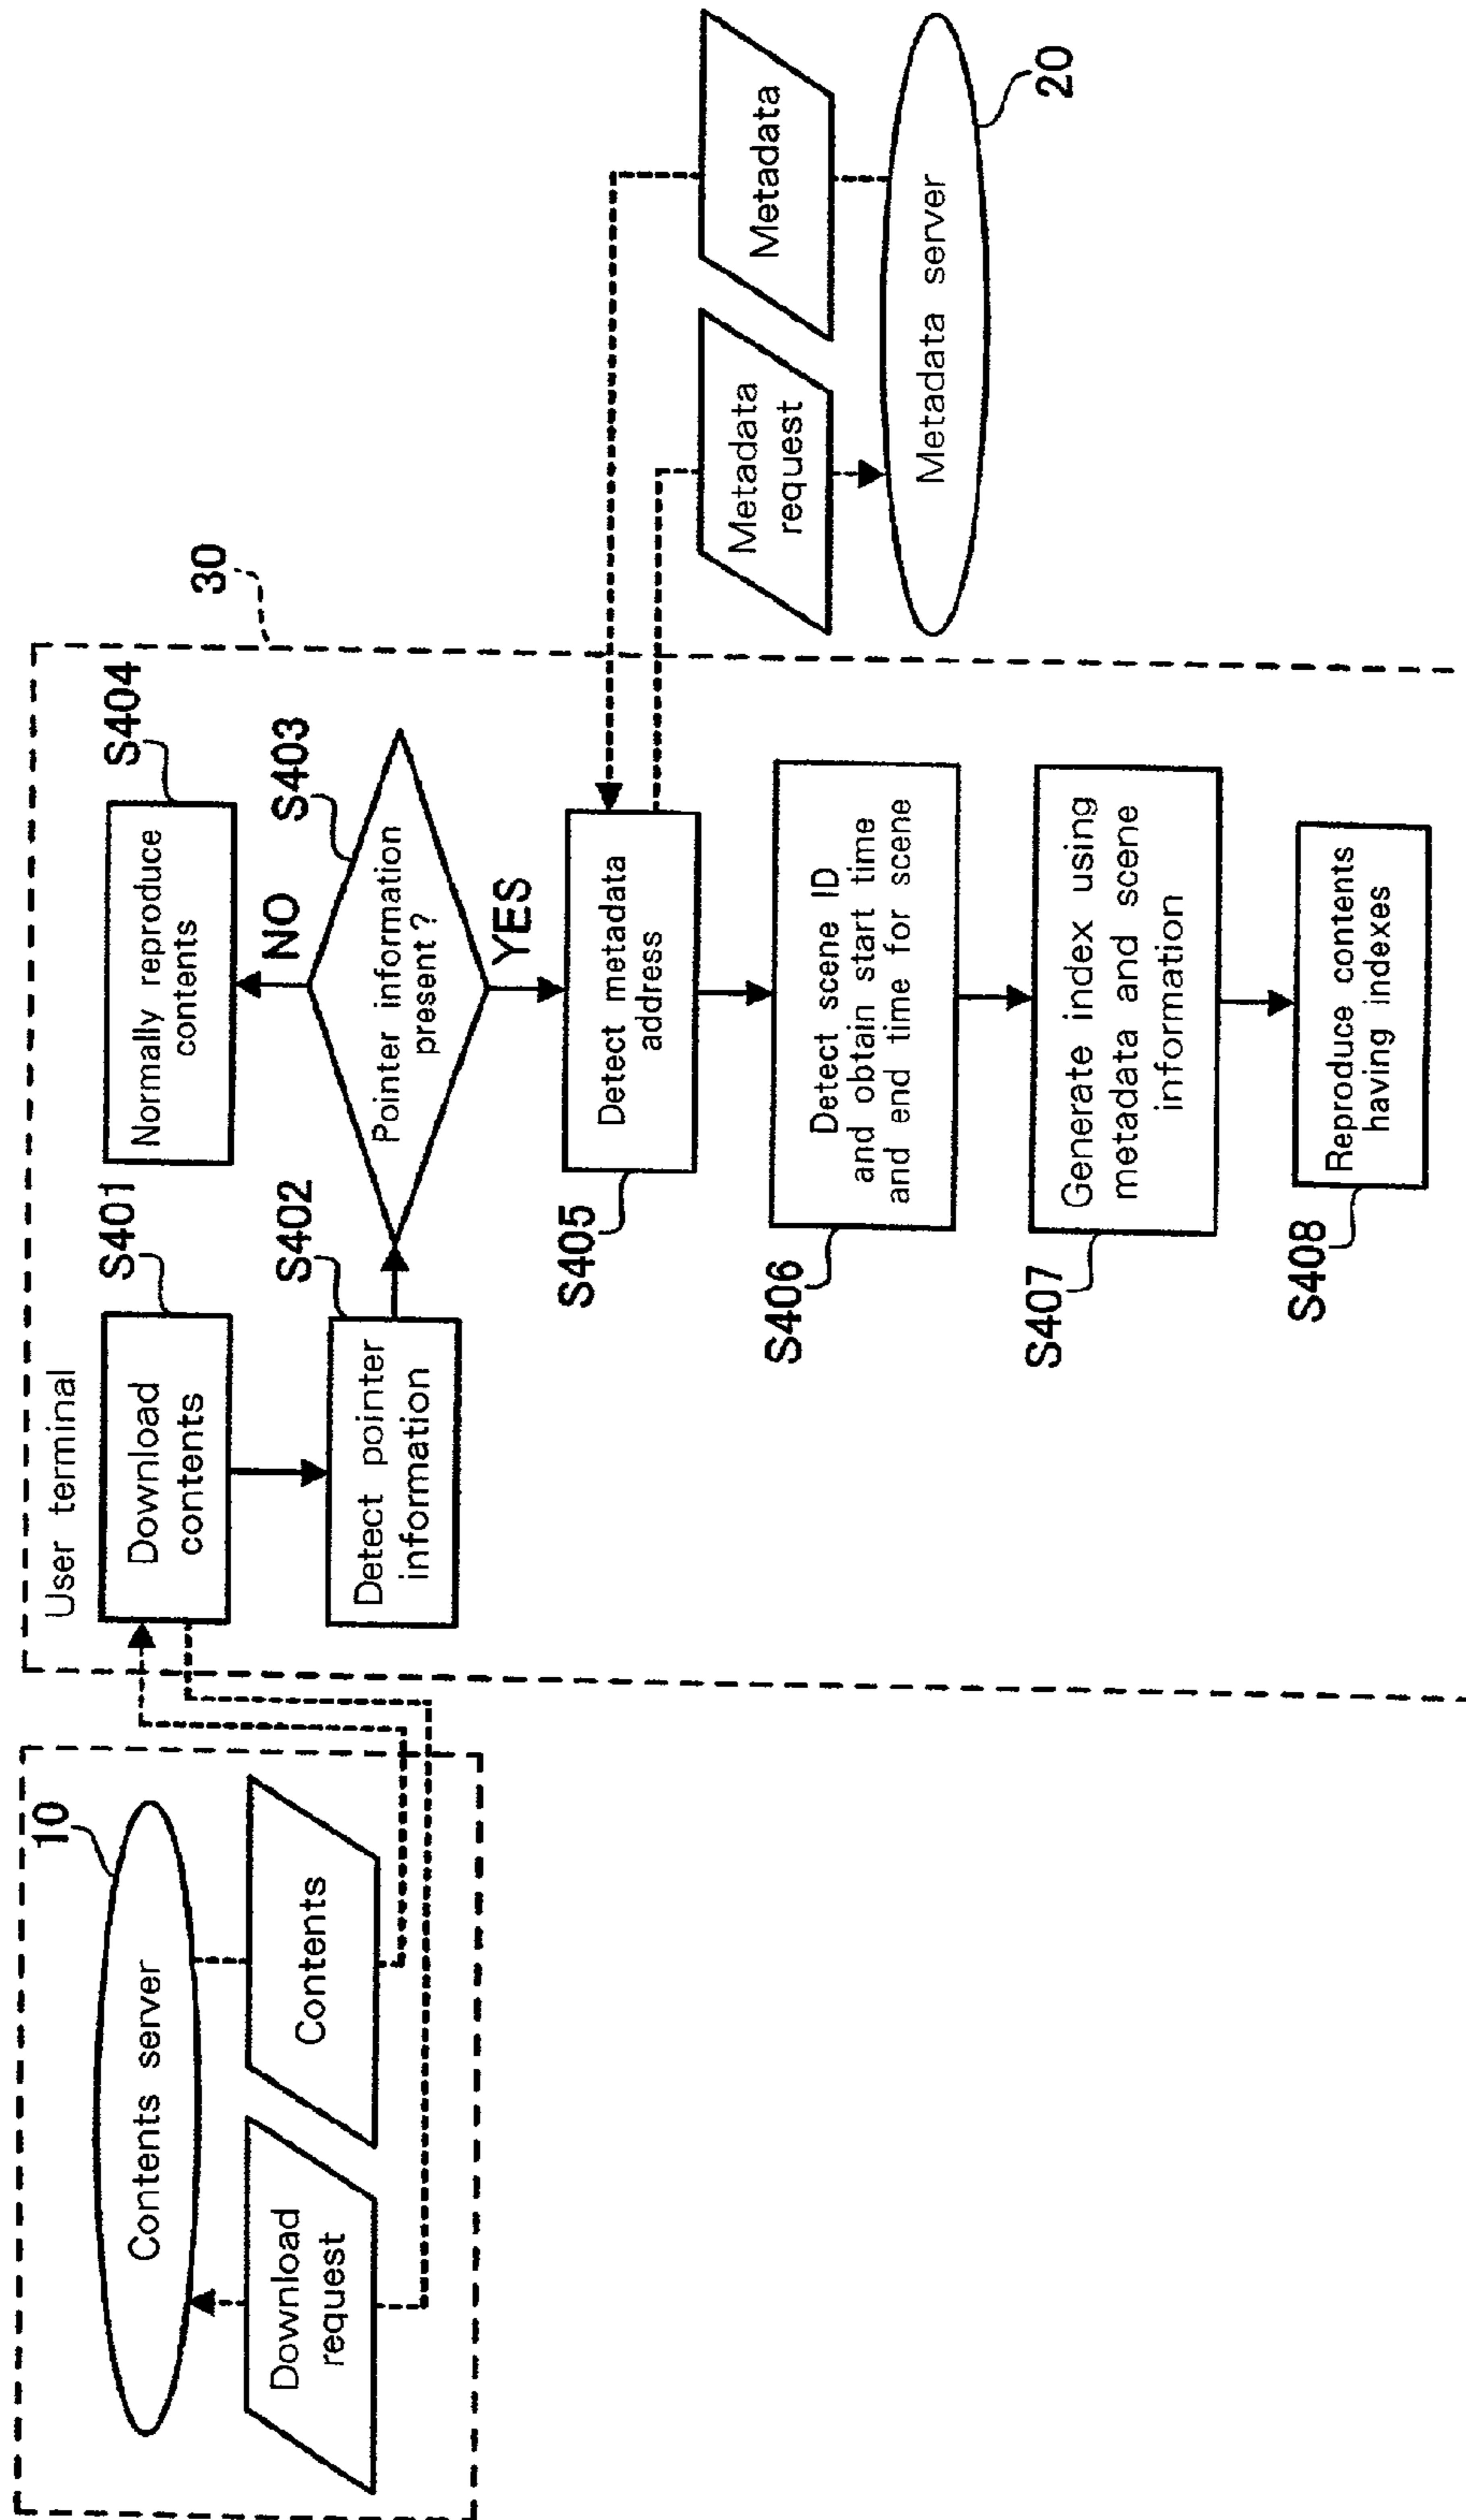 10
Contents server
Download
request
Contents
User terminal
30
S401
Download
contents
S402
Detect pointer
information
S404
Normally reproduce
contents
NO
S403
Pointer information
present?
YES
S405
Detect metadata
address
S406
Detect scene ID
and obtain start time
and end time for scene
S407
Generate index using
metadata and scene
information
S408
Reproduce contents
having indexes
Metadata
request
Metadata
Metadata server
20